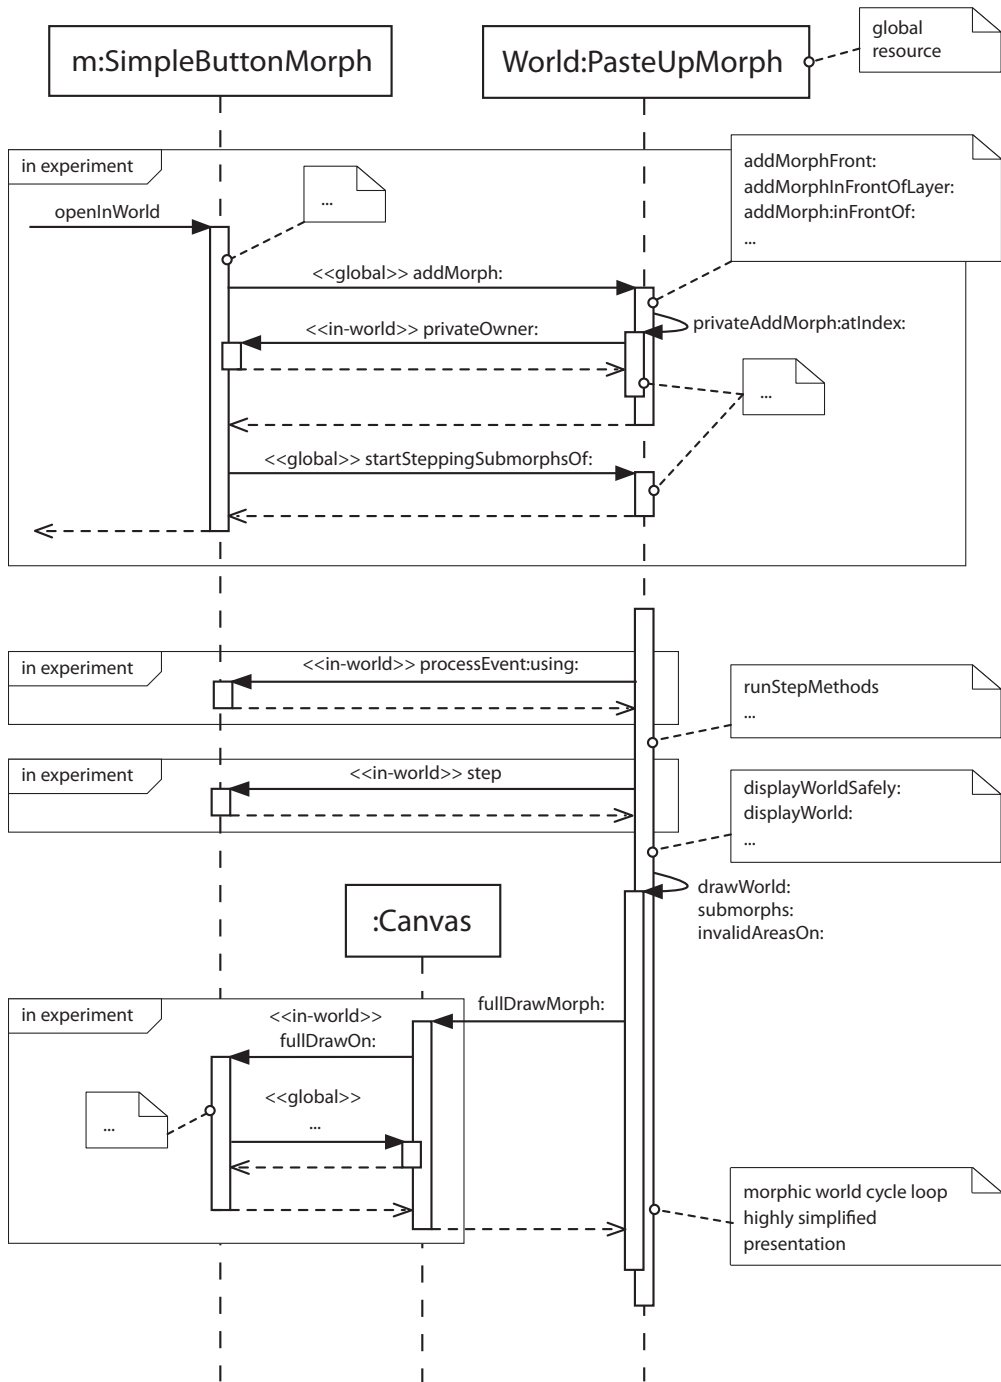 global
resource
m:SimpleButtonMorph
World:PasteUpMorph
in experiment
addMorphFront:
addMorphInFrontOfLayer:
addMorph:inFrontOf:
...
...
openInWorld
<<global>> addMorph:
privateAddMorph:atIndex:
<<in-world>> privateOwner:
...
<<global>> startSteppingSubmorphsOf:
in experiment
<<in-world>> processEvent:using:
runStepMethods
...
in experiment
<<in-world>> step
displayWorldSafely:
displayWorld:
...
drawWorld:
submorphs:
invalidAreasOn:
:Canvas
in experiment
fullDrawMorph:
<<in-world>>
fullDrawOn:
<<global>>
...
...
morphic world cycle loop
highly simplified
presentation